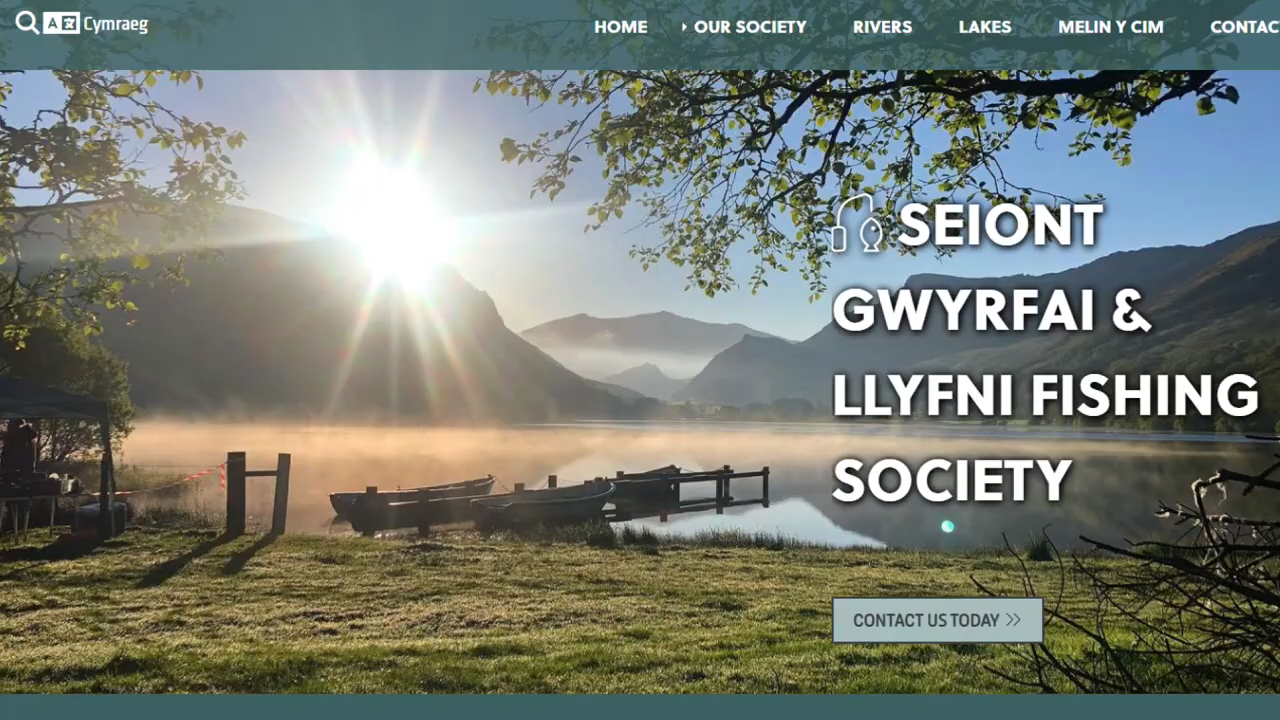 Cymraeg
HOME OUR SOCIETY RIVERS LAKES MELIN Y CIM CONTAC
SEIONT
GWYRFAI &
LLYFNI FISHING
SOCIETY
CONTACT US TODAY